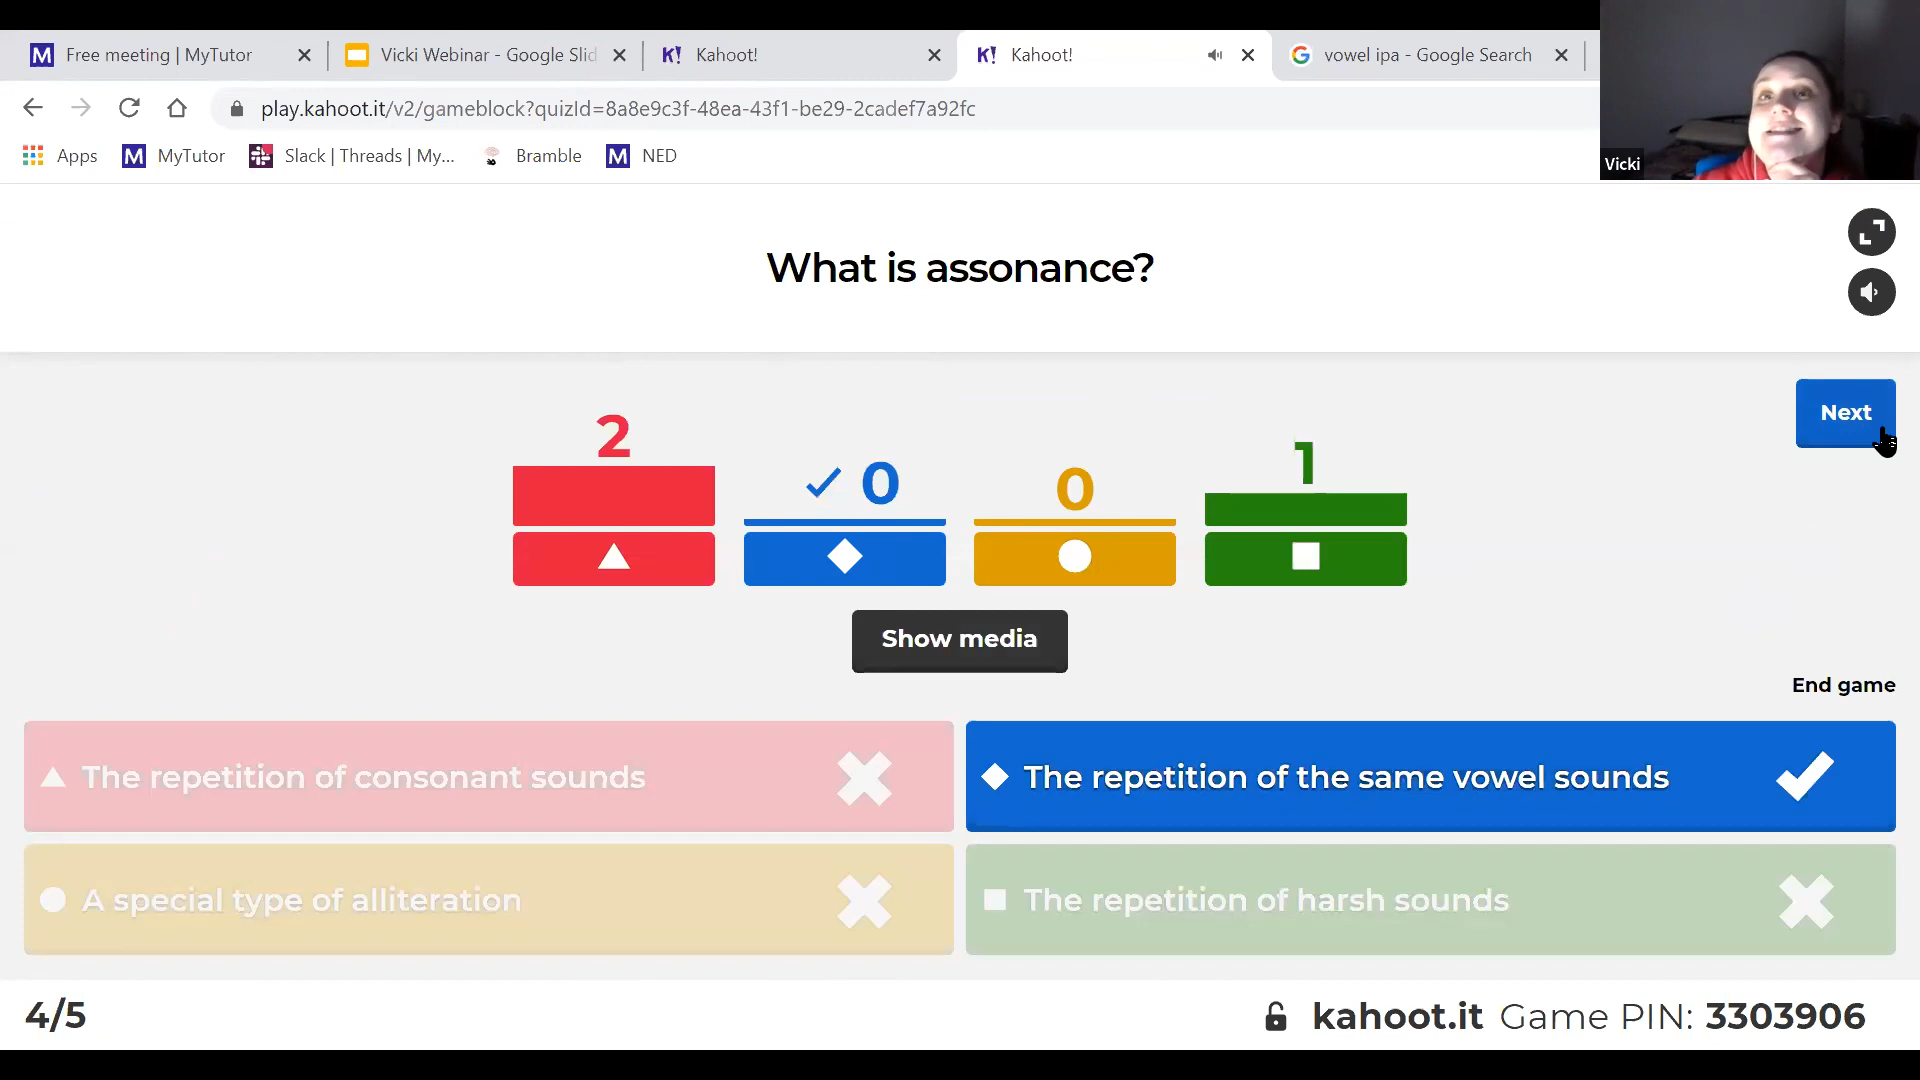 Free meeting | MyTutor
Vicki Webinar - Google Slid
K! Kahoot!
K! Kahoot!
vowel ipa - Google Search
play.kahoot.it/v2/gameblock?quizId=8a8e9c3f-48ea-43f1-be29-2cadef7a92fc
Apps
M MyTutor
Slack | Threads | My...
Bramble
M NED
Vicki
What is assonance?
Next
2
0
0
1
Show media
End game
The repetition of consonant sounds
The repetition of the same vowel sounds
A special type of alliteration
The repetition of harsh sounds
4/5
kahoot.it Game PIN: 3303906